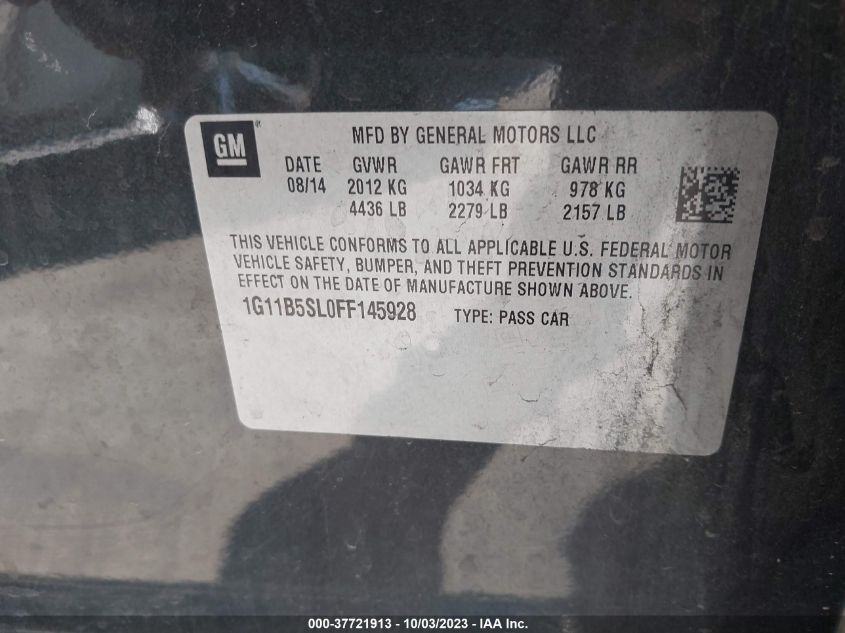 GM
MFD BY GENERAL MOTORS LLC
DATE GVWR GAWR FRT GAWR RR
08/14 2012 KG 1034 KG 978 KG
4436 LB 2279 LB 2157 LB
THIS VEHICLE CONFORMS TO ALL APPLICABLE U.S. FEDERAL MOTOR
VEHICLE SAFETY, BUMPER, AND THEFT PREVENTION STANDARDS IN
EFFECT ON THE DATE OF MANUFACTURE SHOWN ABOVE.
1G11B5SL0FF145928 TYPE: PASS CAR
000-37721913 - 10/03/2023 - IAA Inc.